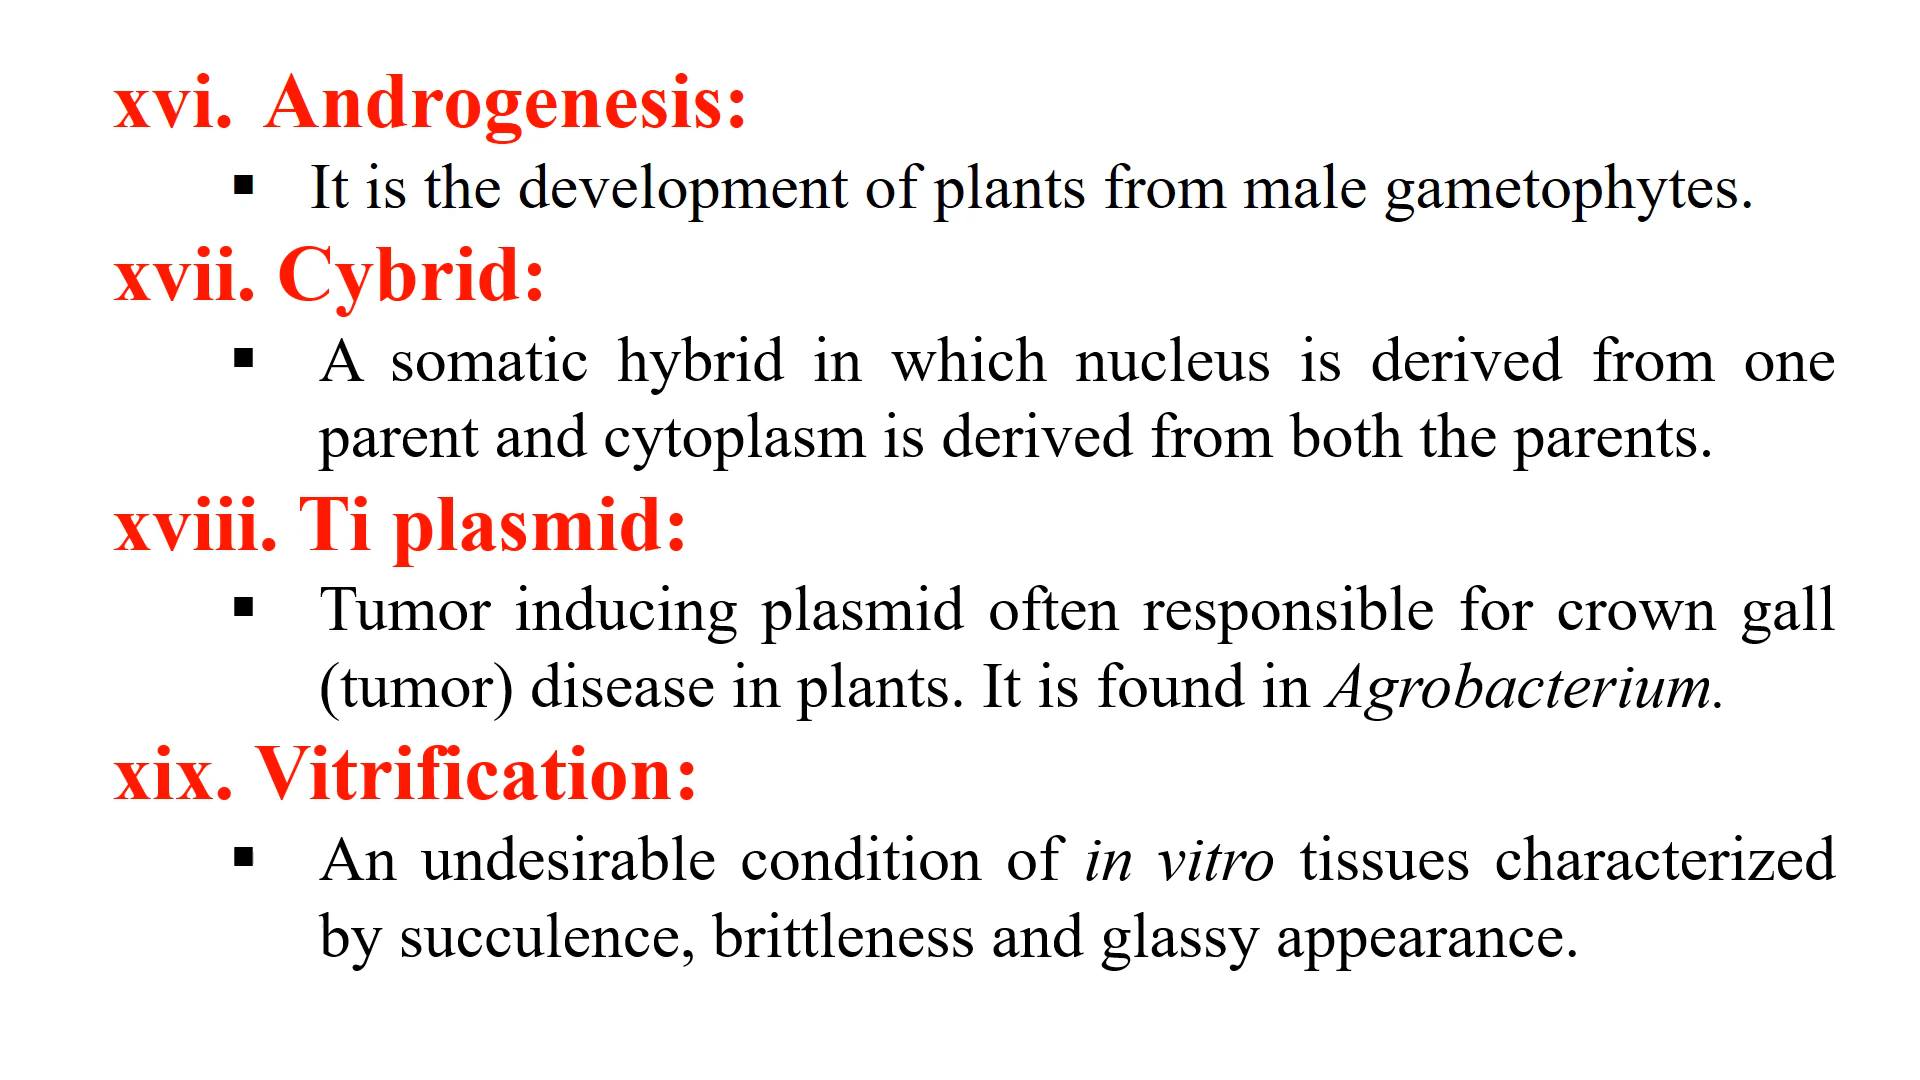 xvi. Androgenesis:
▪ It is the development of plants from male gametophytes.
xvii. Cybrid:
▪ A somatic hybrid in which nucleus is derived from one
parent and cytoplasm is derived from both the parents.
xviii. Ti plasmid:
▪ Tumor inducing plasmid often responsible for crown gall
(tumor) disease in plants. It is found in Agrobacterium.
xix. Vitrification:
▪ An undesirable condition of in vitro tissues characterized
by succulence, brittleness and glassy appearance.